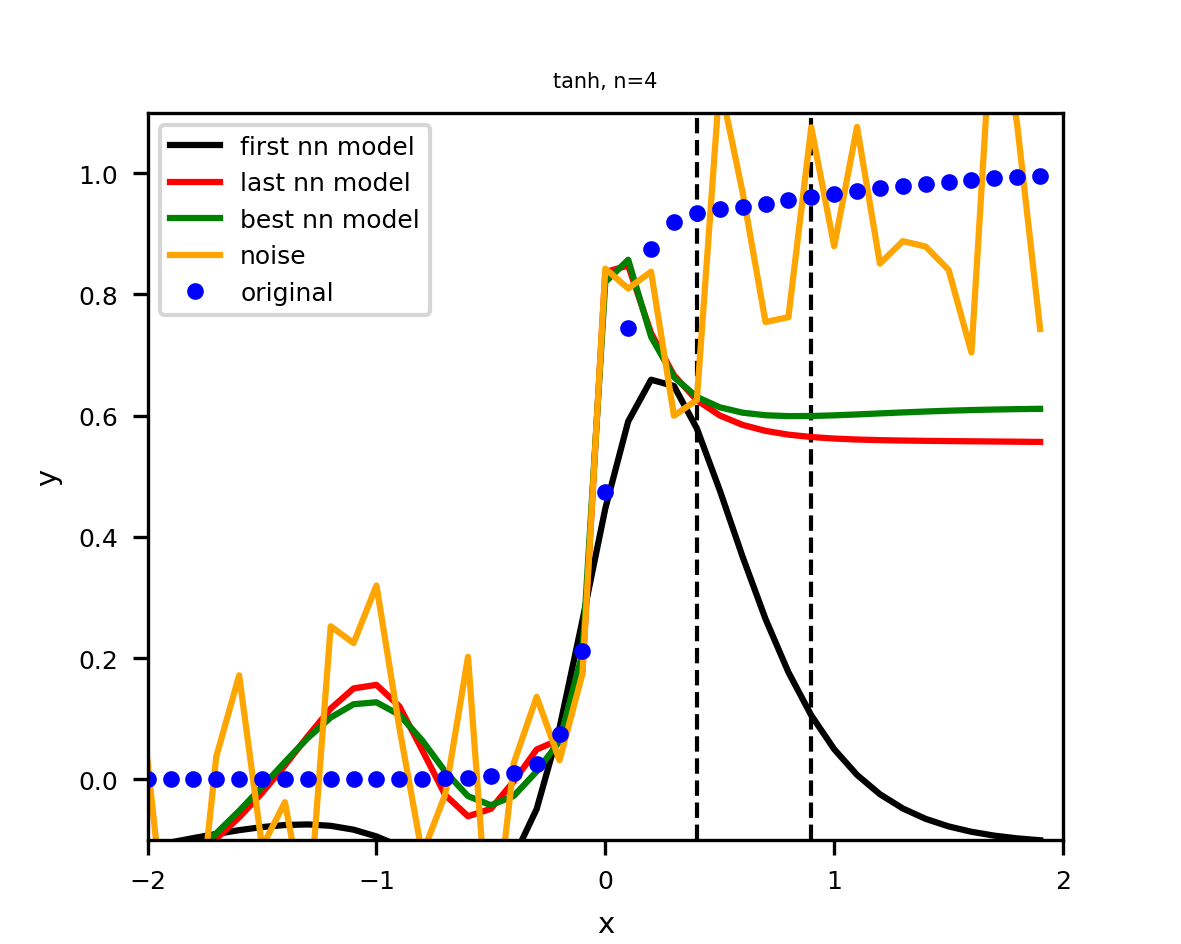 tanh, n=4
first nn model
last nn model
best nn model
noise
original
y
1.0
0.8
0.6
0.4
0.2
0.0
−2 −1 0 1 2
x